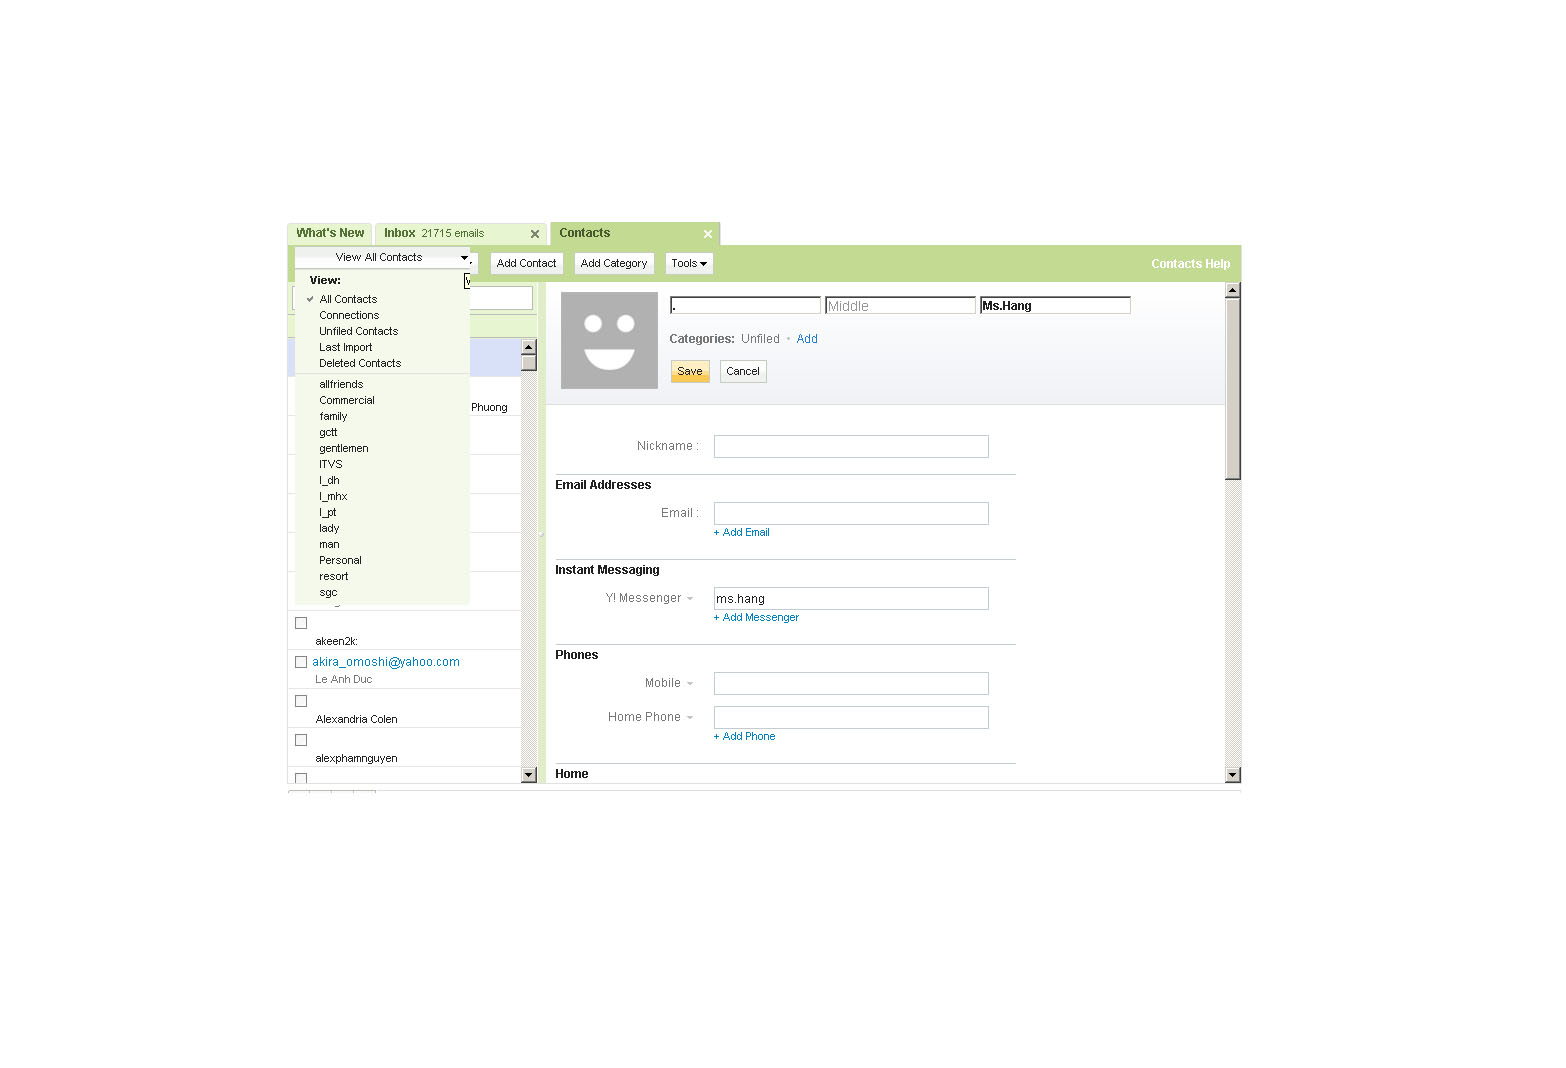 What's New
Inbox 21715 emails
Contacts
View All Contacts
Add Contact
Add Category
Tools
Contacts Help
View:
All Contacts
Connections
Unfiled Contacts
Last Import
Deleted Contacts
allfriends
Commercial
family
gctt
gentlemen
ITVS
l_dh
l_mhx
l_pt
lady
man
Personal
resort
sgc
Phuong
akeen2k:
akira_omoshi@yahoo.com
Le Anh Duc
Alexandria Colen
alexphamnguyen
. Middle Ms.Hang
Categories: Unfiled • Add
Save Cancel
Nickname :
Email Addresses
Email :
+ Add Email
Instant Messaging
Y! Messenger ms.hang
+ Add Messenger
Phones
Mobile
Home Phone
+ Add Phone
Home